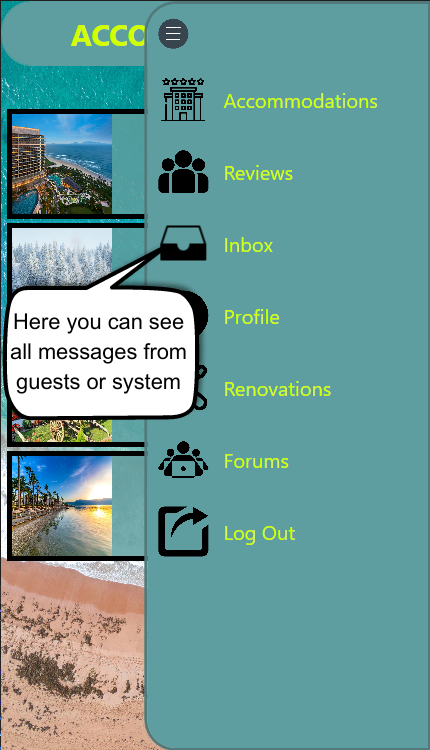 ACCO
Accommodations
Reviews
Inbox
Here you can see
all messages from
guests or system
Profile
Renovations
Forums
Log Out